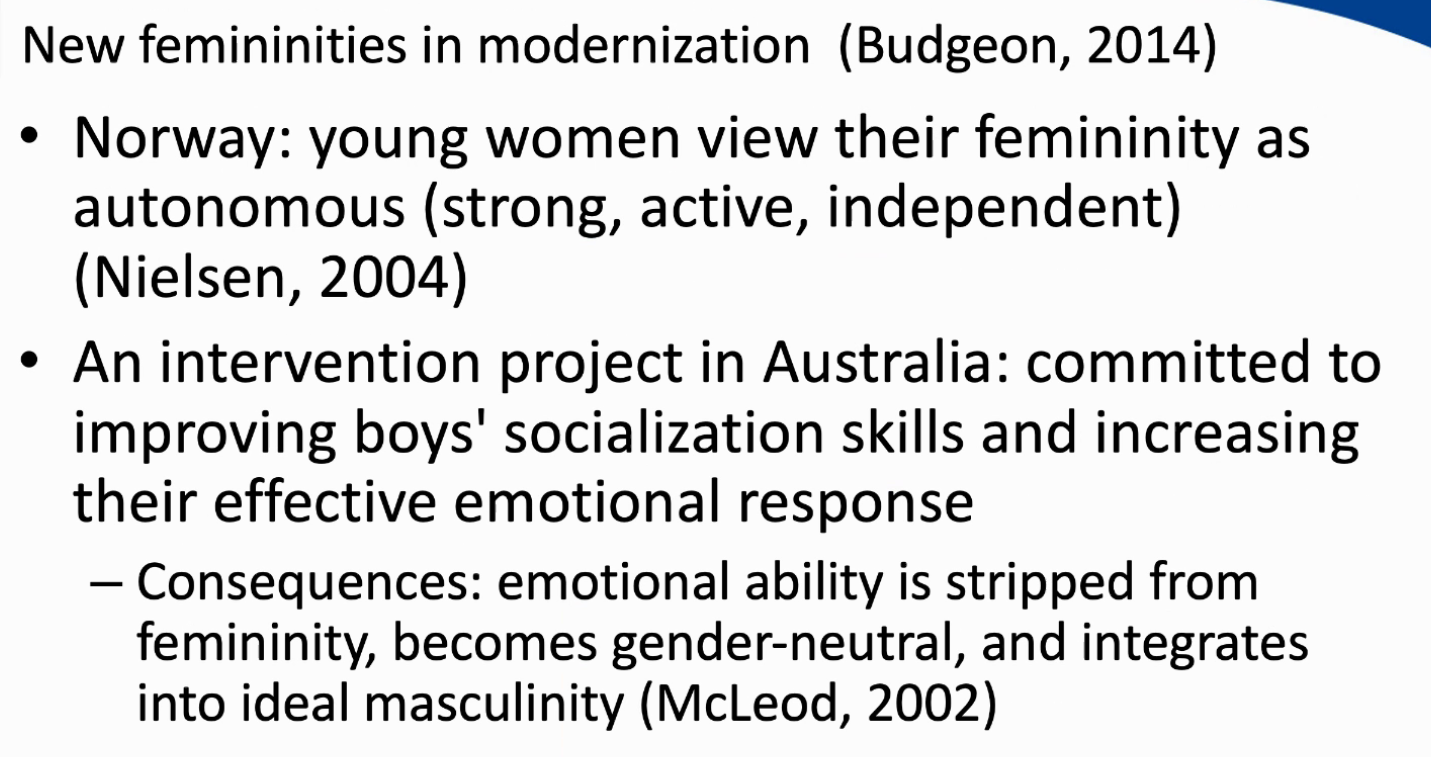 New femininities in modernization (Budgeon, 2014)
• Norway: young women view their femininity as
autonomous (strong, active, independent)
(Nielsen, 2004)
• An intervention project in Australia: committed to
improving boys' socialization skills and increasing
their effective emotional response
– Consequences: emotional ability is stripped from
femininity, becomes gender-neutral, and integrates
into ideal masculinity (McLeod, 2002)